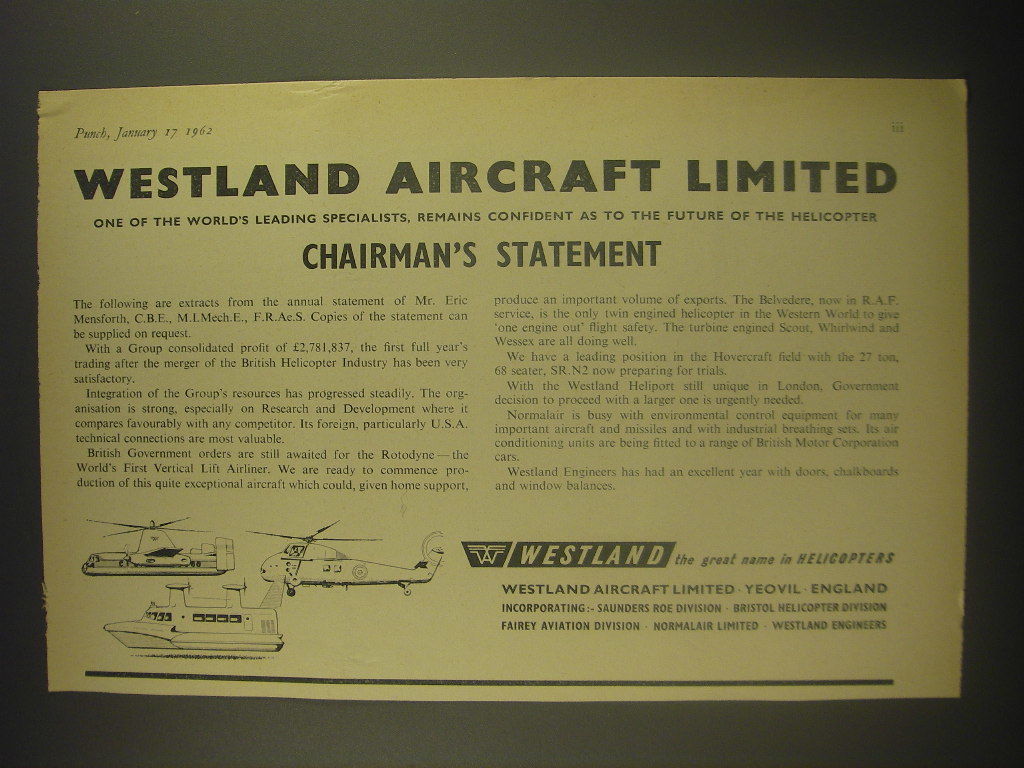 Punch, January 17 1962
iii
WESTLAND AIRCRAFT LIMITED
ONE OF THE WORLD'S LEADING SPECIALISTS, REMAINS CONFIDENT AS TO THE FUTURE OF THE HELICOPTER
CHAIRMAN'S STATEMENT
The following are extracts from the annual statement of Mr. Eric
Mensforth, C.B.E., M.I.Mech.E., F.R.Ae.S. Copies of the statement can
be supplied on request.
With a Group consolidated profit of £2,781,837, the first full year's
trading after the merger of the British Helicopter Industry has been very
satisfactory.
Integration of the Group's resources has progressed steadily. The org-
anisation is strong, especially on Research and Development where it
compares favourably with any competitor. Its foreign, particularly U.S.A.
technical connections are most valuable.
British Government orders are still awaited for the Rotodyne—the
World's First Vertical Lift Airliner. We are ready to commence pro-
duction of this quite exceptional aircraft which could, given home support,
produce an important volume of exports. The Belvedere, now in R.A.F.
service, is the only twin engined helicopter in the Western World to give
'one engine out' flight safety. The turbine engined Scout, Whirlwind and
Wessex are all doing well.
We have a leading position in the Hovercraft field with the 27 ton,
68 seater, SR.N2 now preparing for trials.
With the Westland Heliport still unique in London, Government
decision to proceed with a larger one is urgently needed.
Normalair is busy with environmental control equipment for many
important aircraft and missiles and with industrial breathing sets. Its air
conditioning units are being fitted to a range of British Motor Corporation
cars.
Westland Engineers has had an excellent year with doors, chalkboards
and window balances.
W WESTLAND the great name in HELICOPTERS
WESTLAND AIRCRAFT LIMITED · YEOVIL · ENGLAND
INCORPORATING:- SAUNDERS ROE DIVISION · BRISTOL HELICOPTER DIVISION
FAIREY AVIATION DIVISION · NORMALAIR LIMITED · WESTLAND ENGINEERS